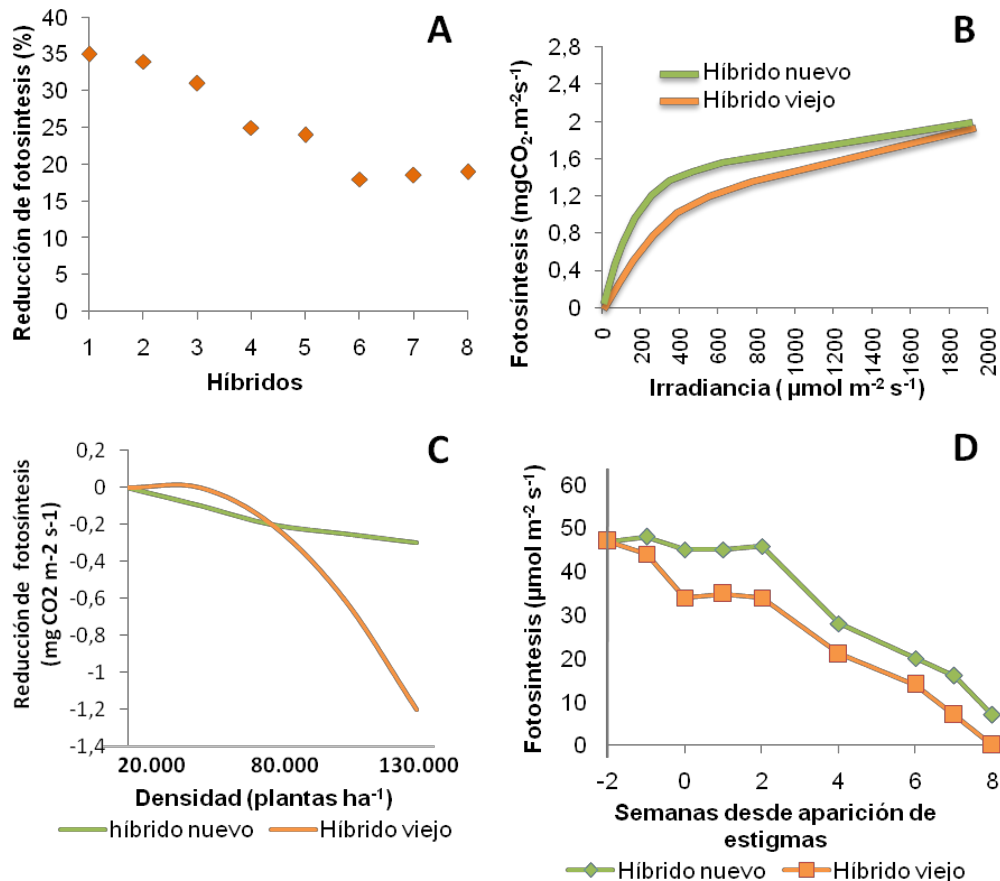 A
Reducción de fotosíntesis (%)
40
35
30
25
20
15
10
5
0
1 2 3 4 5 6 7 8
Híbridos
B
Fotosíntesis (mgCO₂.m⁻²s⁻¹)
2,8
2,4
2
1,6
1,2
0,8
0,4
0
Híbrido nuevo
Híbrido viejo
0 200 400 600 800 1000 1200 1400 1600 1800 2000
Irradiancia ( µmol m⁻² s⁻¹)
C
Reducción de fotosíntesis
(mg CO2 m-2 s-1)
0,2
0
-0,2
-0,4
-0,6
-0,8
-1
-1,2
-1,4
20.000 80.000 130.000
Densidad (plantas ha⁻¹)
híbrido nuevo Híbrido viejo
D
Fotosíntesis (µmol m⁻² s⁻¹)
60
50
40
30
20
10
0
-2 0 2 4 6 8
Semanas desde aparición de
estigmas
Híbrido nuevo Híbrido viejo